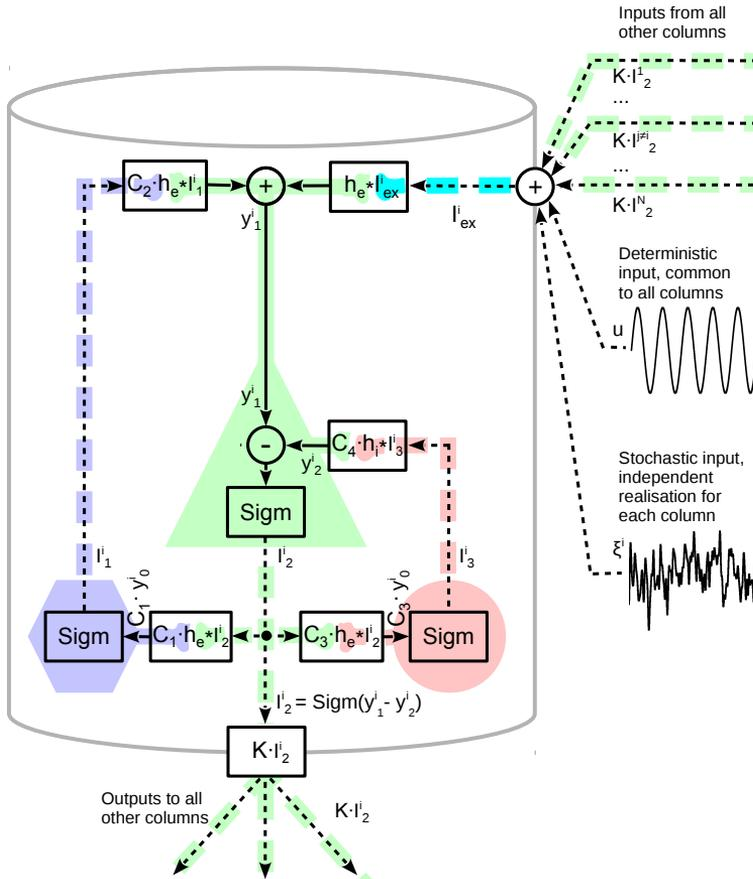 Inputs from all
other columns
K·I¹₂
...
K·Iʲ≠ⁱ₂
...
K·Iᴺ₂
C₂·hₑ*Iⁱ₁
+
hₑ*Iⁱₑₓ
+
yⁱ₁
Iⁱₑₓ
Deterministic
input, common
to all columns
u
yⁱ₁
-
C₄·hᵢ*Iⁱ₃
yⁱ₂
Sigm
Stochastic input,
independent
realisation for
each column
ξⁱ
Iⁱ₁
Iⁱ₂
Iⁱ₃
C₁· yⁱ₀
C₃· yⁱ₀
Sigm
C₁·hₑ*Iⁱ₂
C₃·hₑ*Iⁱ₂
Sigm
Iⁱ₂ = Sigm(yⁱ₁- yⁱ₂)
K·Iⁱ₂
Outputs to all
other columns
K·Iⁱ₂